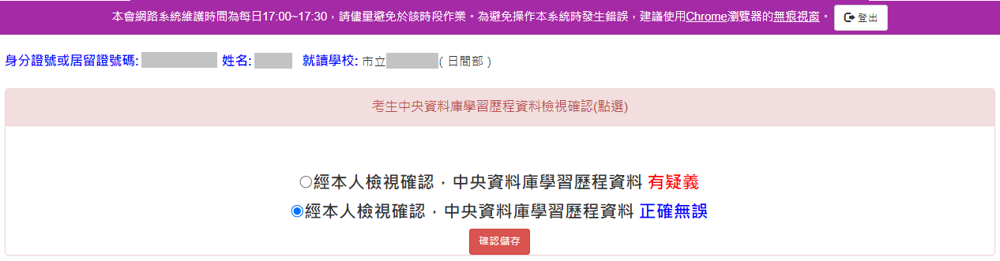 本會網路系統維護時間為每日17:00~17:30，請儘量避免於該時段作業。為避免操作本系統時發生錯誤，建議使用Chrome瀏覽器的無痕視窗。 登出
身分證號或居留證號碼: 姓名: 就讀學校: 市立 ( 日間部 )
考生中央資料庫學習歷程資料檢視確認(點選)
經本人檢視確認，中央資料庫學習歷程資料 有疑義
經本人檢視確認，中央資料庫學習歷程資料 正確無誤
確認儲存